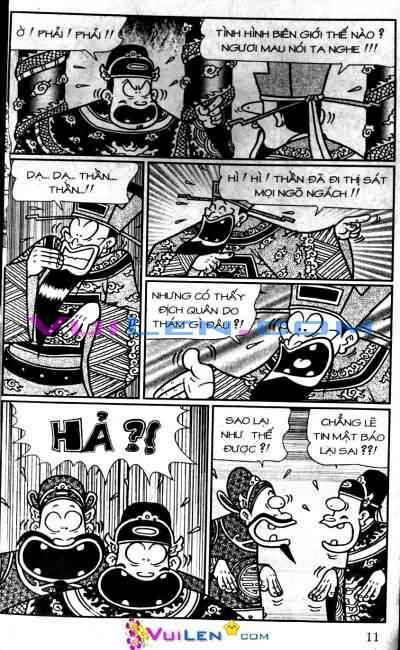 Ờ! PHẢI! PHẢI!!
TÌNH HÌNH BIÊN GIỚI THẾ NÀO?
NGƯƠI MAU NÓI TA NGHE!!!
DẠ... DẠ... THẦN...
THẦN..!!
HÌ! HÌ! THẦN ĐÃ ĐI THỊ SÁT
MỌI NGÕ NGÁCH!
NHƯNG CÓ THẤY
ĐỊCH QUÂN DO
THÁM GÌ ĐÂU?!
VUILEN.COM
HẢ?!
SAO LẠI
NHƯ THẾ
ĐƯỢC?!
CHẲNG LẼ
TIN MẬT BÁO
LẠI SAI??!
11
VUILEN.COM